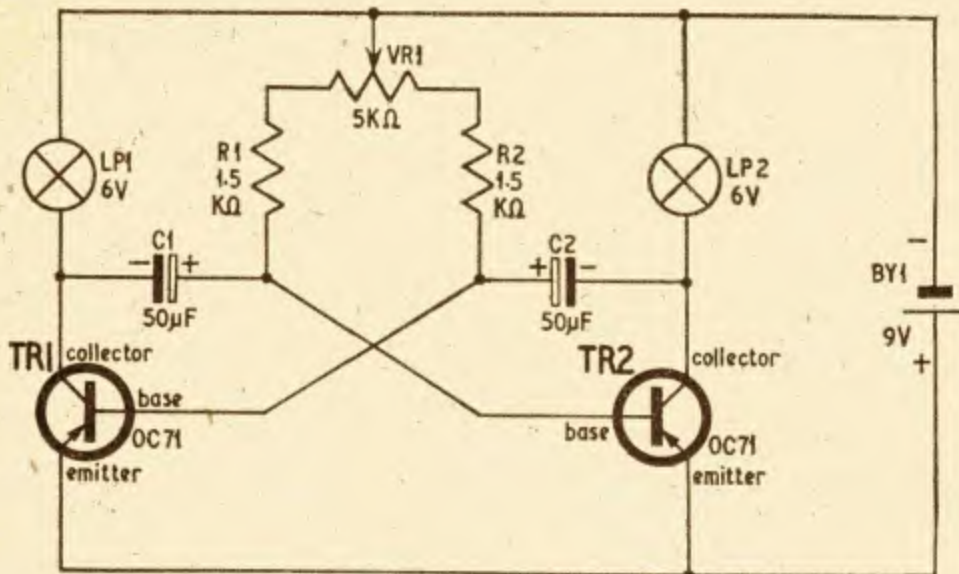 VR1
5KΩ
LP1
6V
R1
1.5
KΩ
R2
1.5
KΩ
LP2
6V
C1
- +
50µF
C2
+ -
50µF
-
BY1
9V
+
TR1 collector
base
OC71
emitter
TR2 collector
base
OC71
emitter